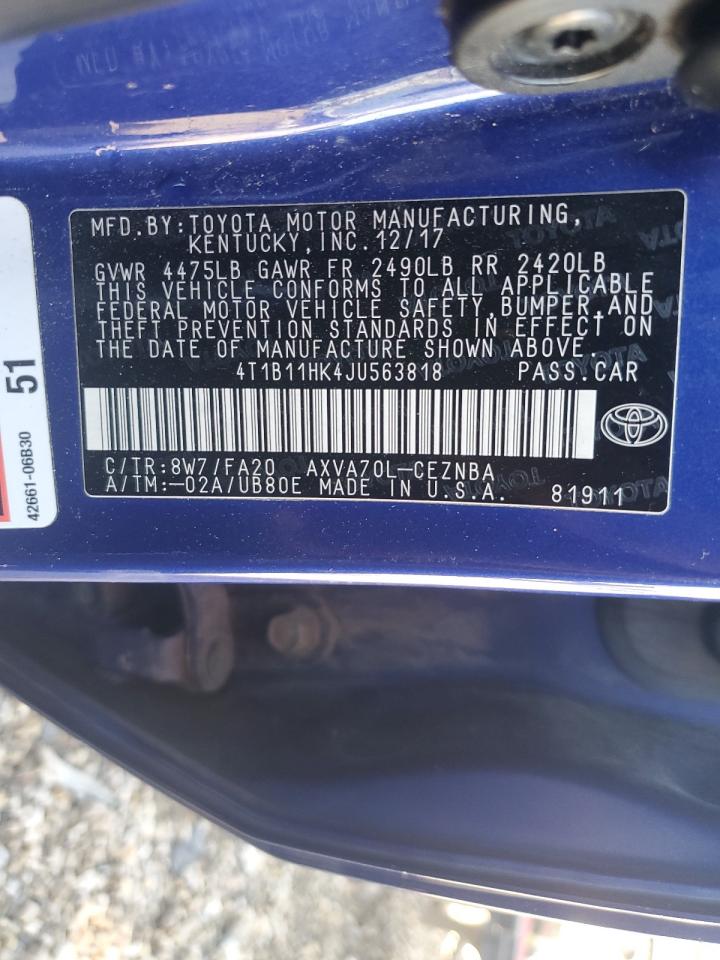 MFD.BY:TOYOTA MOTOR MANUFACTURING,
KENTUCKY, INC. 12/17
GVWR 4475LB GAWR FR 2490LB RR 2420LB
THIS VEHICLE CONFORMS TO ALL APPLICABLE
FEDERAL MOTOR VEHICLE SAFETY,BUMPER,AND
THEFT PREVENTION STANDARDS IN EFFECT ON
THE DATE OF MANUFACTURE SHOWN ABOVE.
4T1B11HK4JU563818 PASS.CAR
C/TR:8W7/FA20 AXVA70L-CEZNBA
A/TM:-02A/UB80E MADE IN U.S.A. 81911
51
42661-06B30